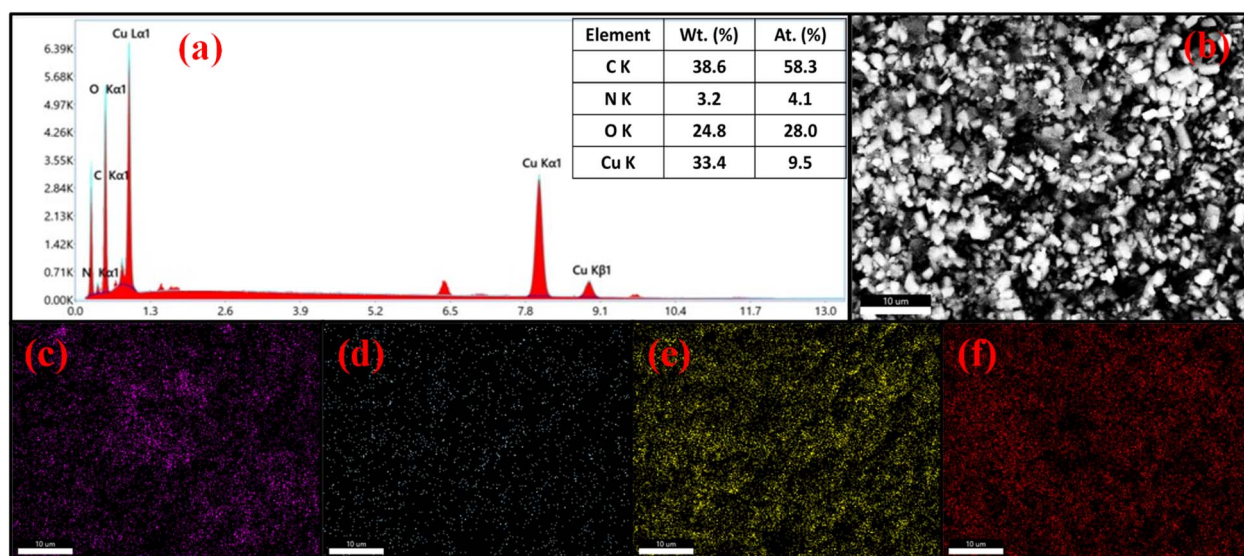 (a)
6.39K
5.68K
4.97K
4.26K
3.55K
2.84K
2.13K
1.42K
0.71K
0.00K
Cu Lα1
O Kα1
C Kα1
N Kα1
Cu Kα1
Cu Kβ1
0.0 1.3 2.6 3.9 5.2 6.5 7.8 9.1 10.4 11.7 13.0
Element Wt. (%) At. (%)
C K 38.6 58.3
N K 3.2 4.1
O K 24.8 28.0
Cu K 33.4 9.5
(b)
10 um
(c)
10 um
(d)
10 um
(e)
10 um
(f)
10 um